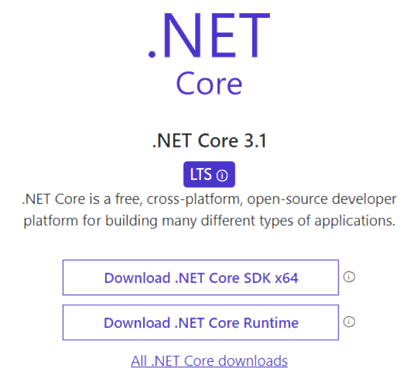 .NET
Core
.NET Core 3.1
LTS
.NET Core is a free, cross-platform, open-source developer
platform for building many different types of applications.
Download .NET Core SDK x64
Download .NET Core Runtime
All .NET Core downloads